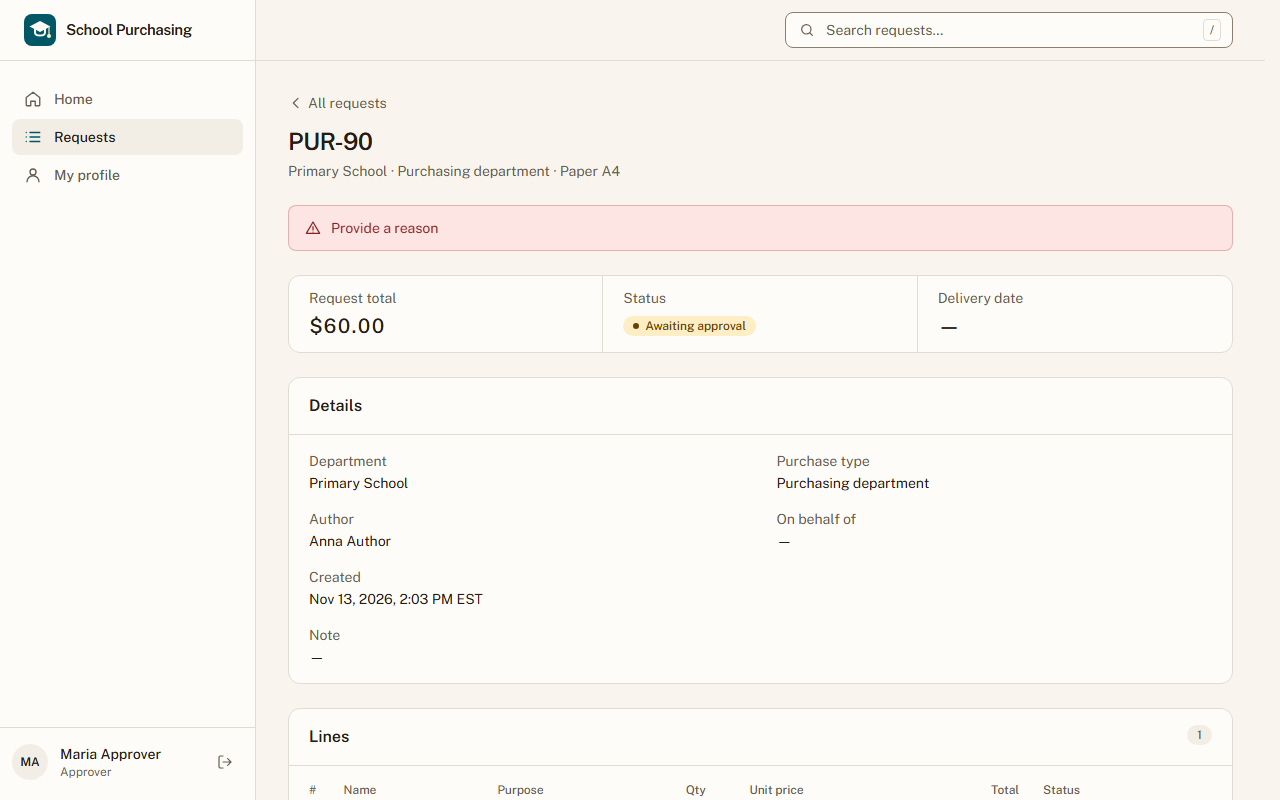 School Purchasing
Search requests...
/
Home
Requests
My profile
All requests
PUR-90
Primary School · Purchasing department · Paper A4
Provide a reason
Request total
$60.00
Status
Awaiting approval
Delivery date
—
Details
Department
Primary School
Purchase type
Purchasing department
Author
Anna Author
On behalf of
—
Created
Nov 13, 2026, 2:03 PM EST
Note
—
Lines
1
# Name Purpose Qty Unit price Total Status
MA
Maria Approver
Approver